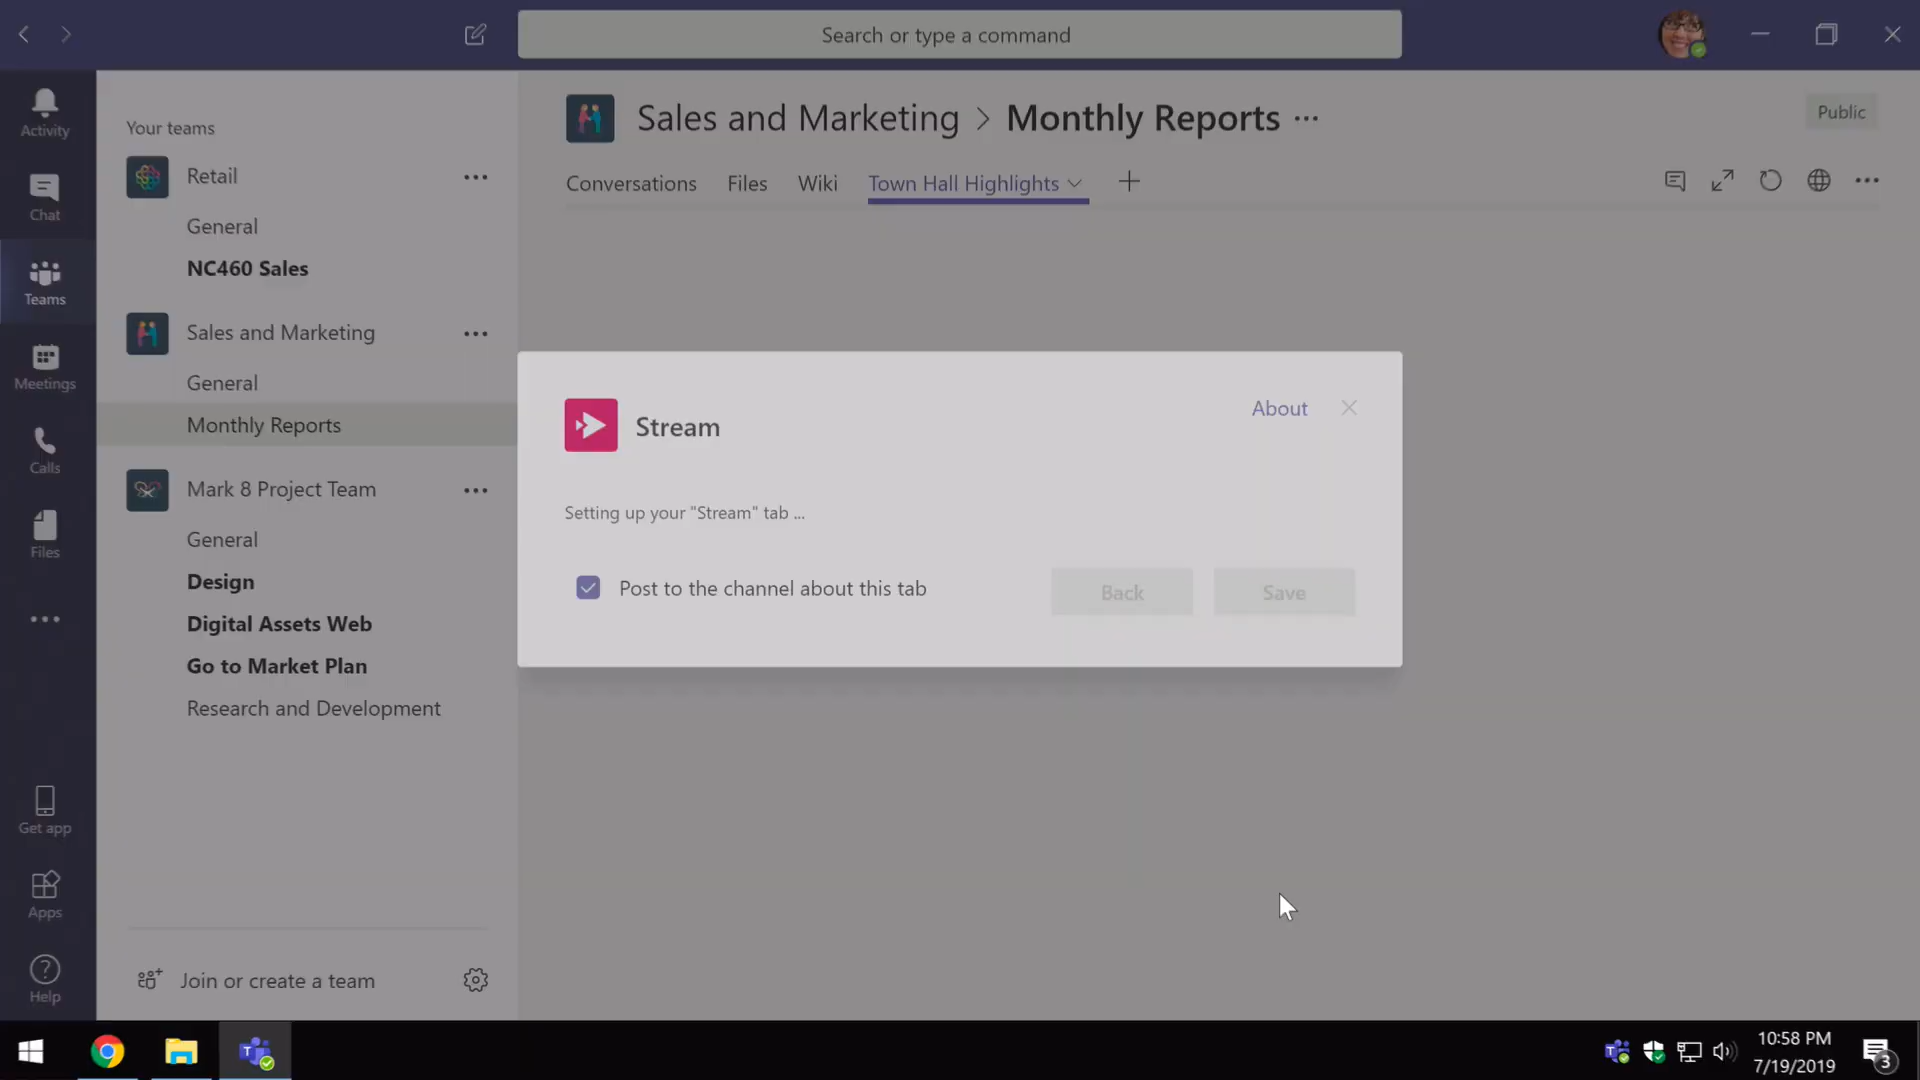 Search or type a command
Activity
Chat
Teams
Meetings
Calls
Files
Get app
Apps
Help
Your teams
Retail
General
NC460 Sales
Sales and Marketing
General
Monthly Reports
Mark 8 Project Team
General
Design
Digital Assets Web
Go to Market Plan
Research and Development
Join or create a team
Sales and Marketing > Monthly Reports ...
Public
Conversations Files Wiki Town Hall Highlights
Stream
About
Setting up your "Stream" tab ...
Post to the channel about this tab
Back
Save
10:58 PM
7/19/2019
3